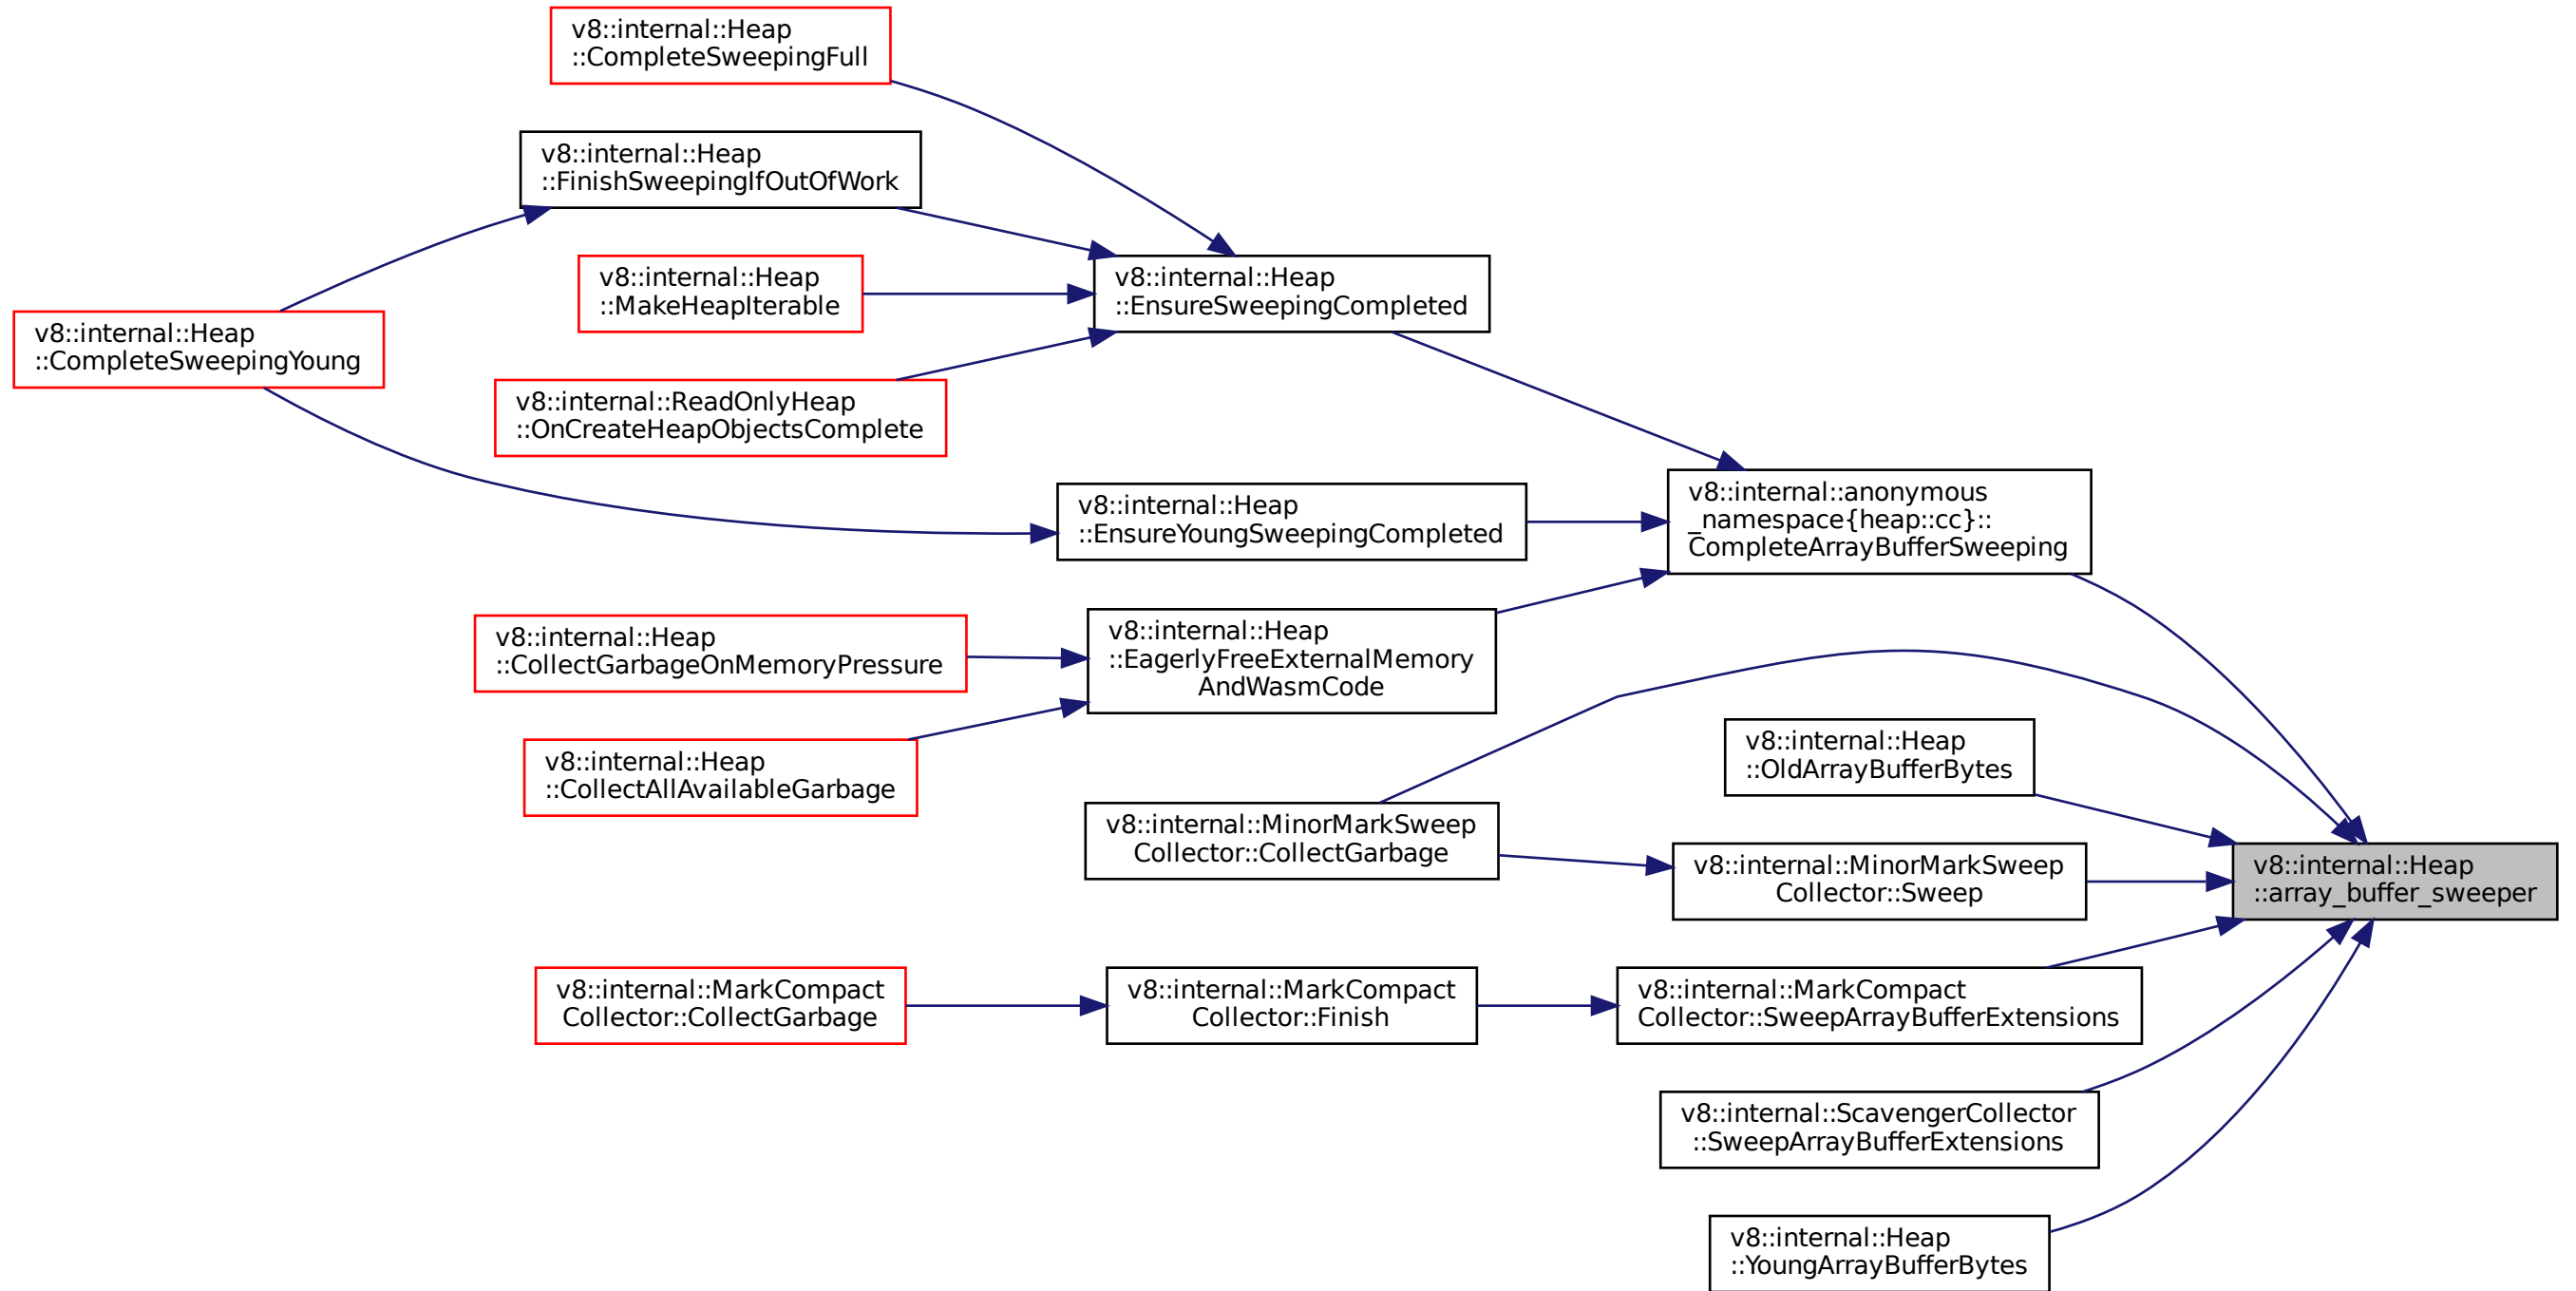 v8::internal::Heap
::CompleteSweepingFull
v8::internal::Heap
::FinishSweepingIfOutOfWork
v8::internal::Heap
::MakeHeapIterable
v8::internal::Heap
::EnsureSweepingCompleted
v8::internal::Heap
::CompleteSweepingYoung
v8::internal::ReadOnlyHeap
::OnCreateHeapObjectsComplete
v8::internal::Heap
::EnsureYoungSweepingCompleted
v8::internal::anonymous
_namespace{heap::cc}::
CompleteArrayBufferSweeping
v8::internal::Heap
::CollectGarbageOnMemoryPressure
v8::internal::Heap
::EagerlyFreeExternalMemory
AndWasmCode
v8::internal::Heap
::CollectAllAvailableGarbage
v8::internal::Heap
::OldArrayBufferBytes
v8::internal::MinorMarkSweep
Collector::CollectGarbage
v8::internal::MinorMarkSweep
Collector::Sweep
v8::internal::Heap
::array_buffer_sweeper
v8::internal::MarkCompact
Collector::CollectGarbage
v8::internal::MarkCompact
Collector::Finish
v8::internal::MarkCompact
Collector::SweepArrayBufferExtensions
v8::internal::ScavengerCollector
::SweepArrayBufferExtensions
v8::internal::Heap
::YoungArrayBufferBytes